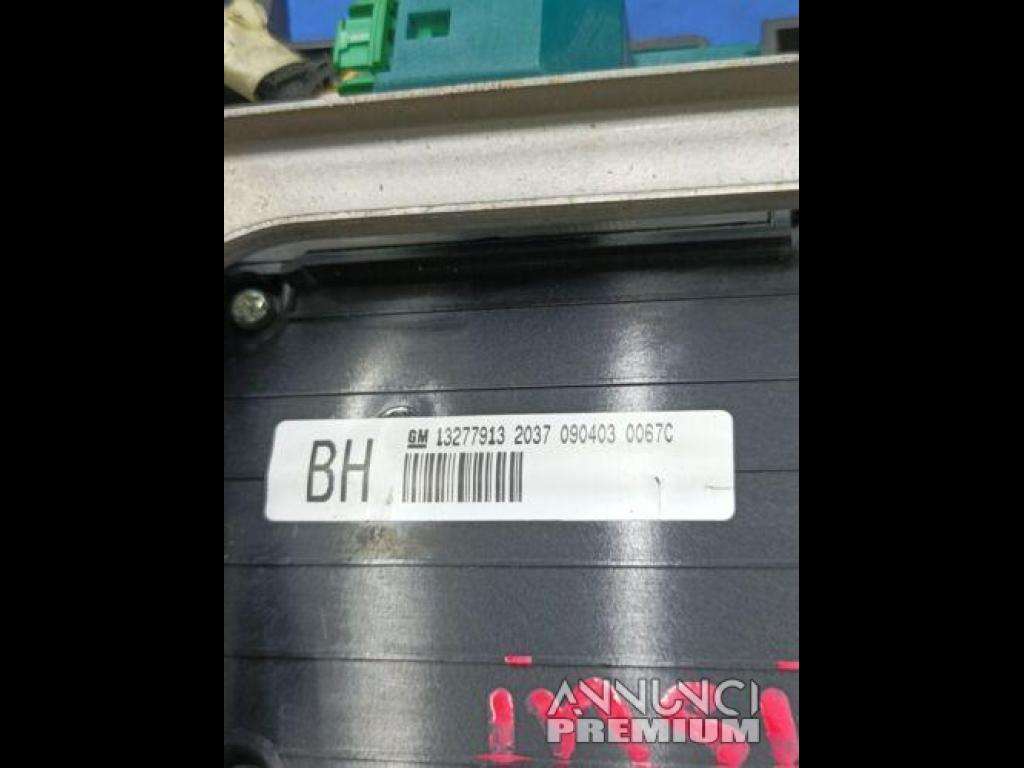 GM 13277913 2037 090403 0067C
BH
ANNUNCI
PREMIUM